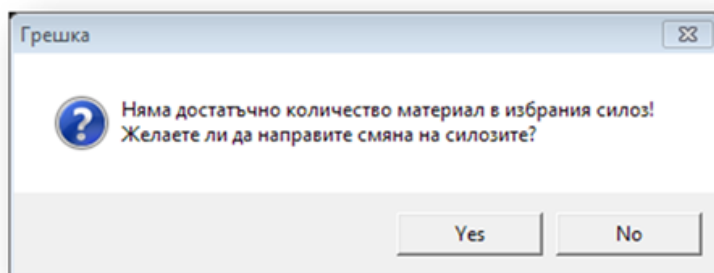 Грешка
Няма достатъчно количество материал в избрания силоз!
Желаете ли да направите смяна на силозите?
Yes
No